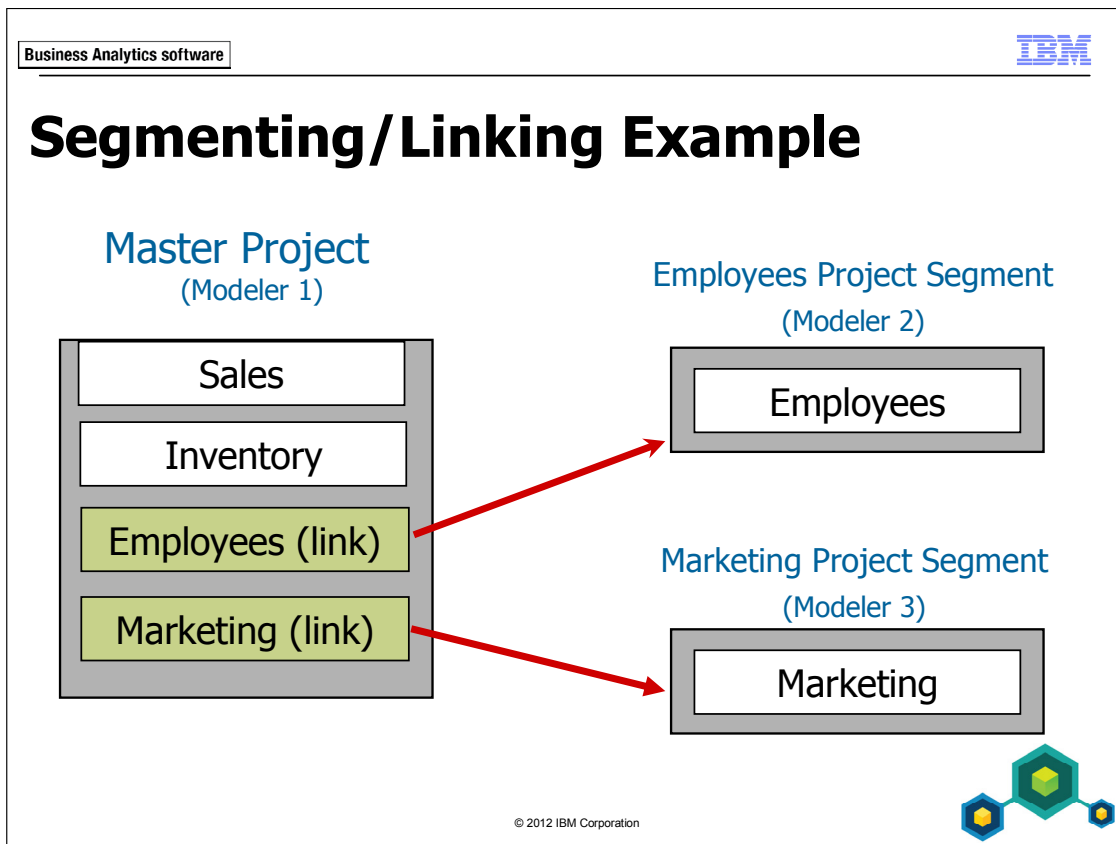 Business Analytics software
IBM
Segmenting/Linking Example
Master Project
(Modeler 1)
Sales
Inventory
Employees (link)
Marketing (link)
Employees Project Segment
(Modeler 2)
Employees
Marketing Project Segment
(Modeler 3)
Marketing
© 2012 IBM Corporation